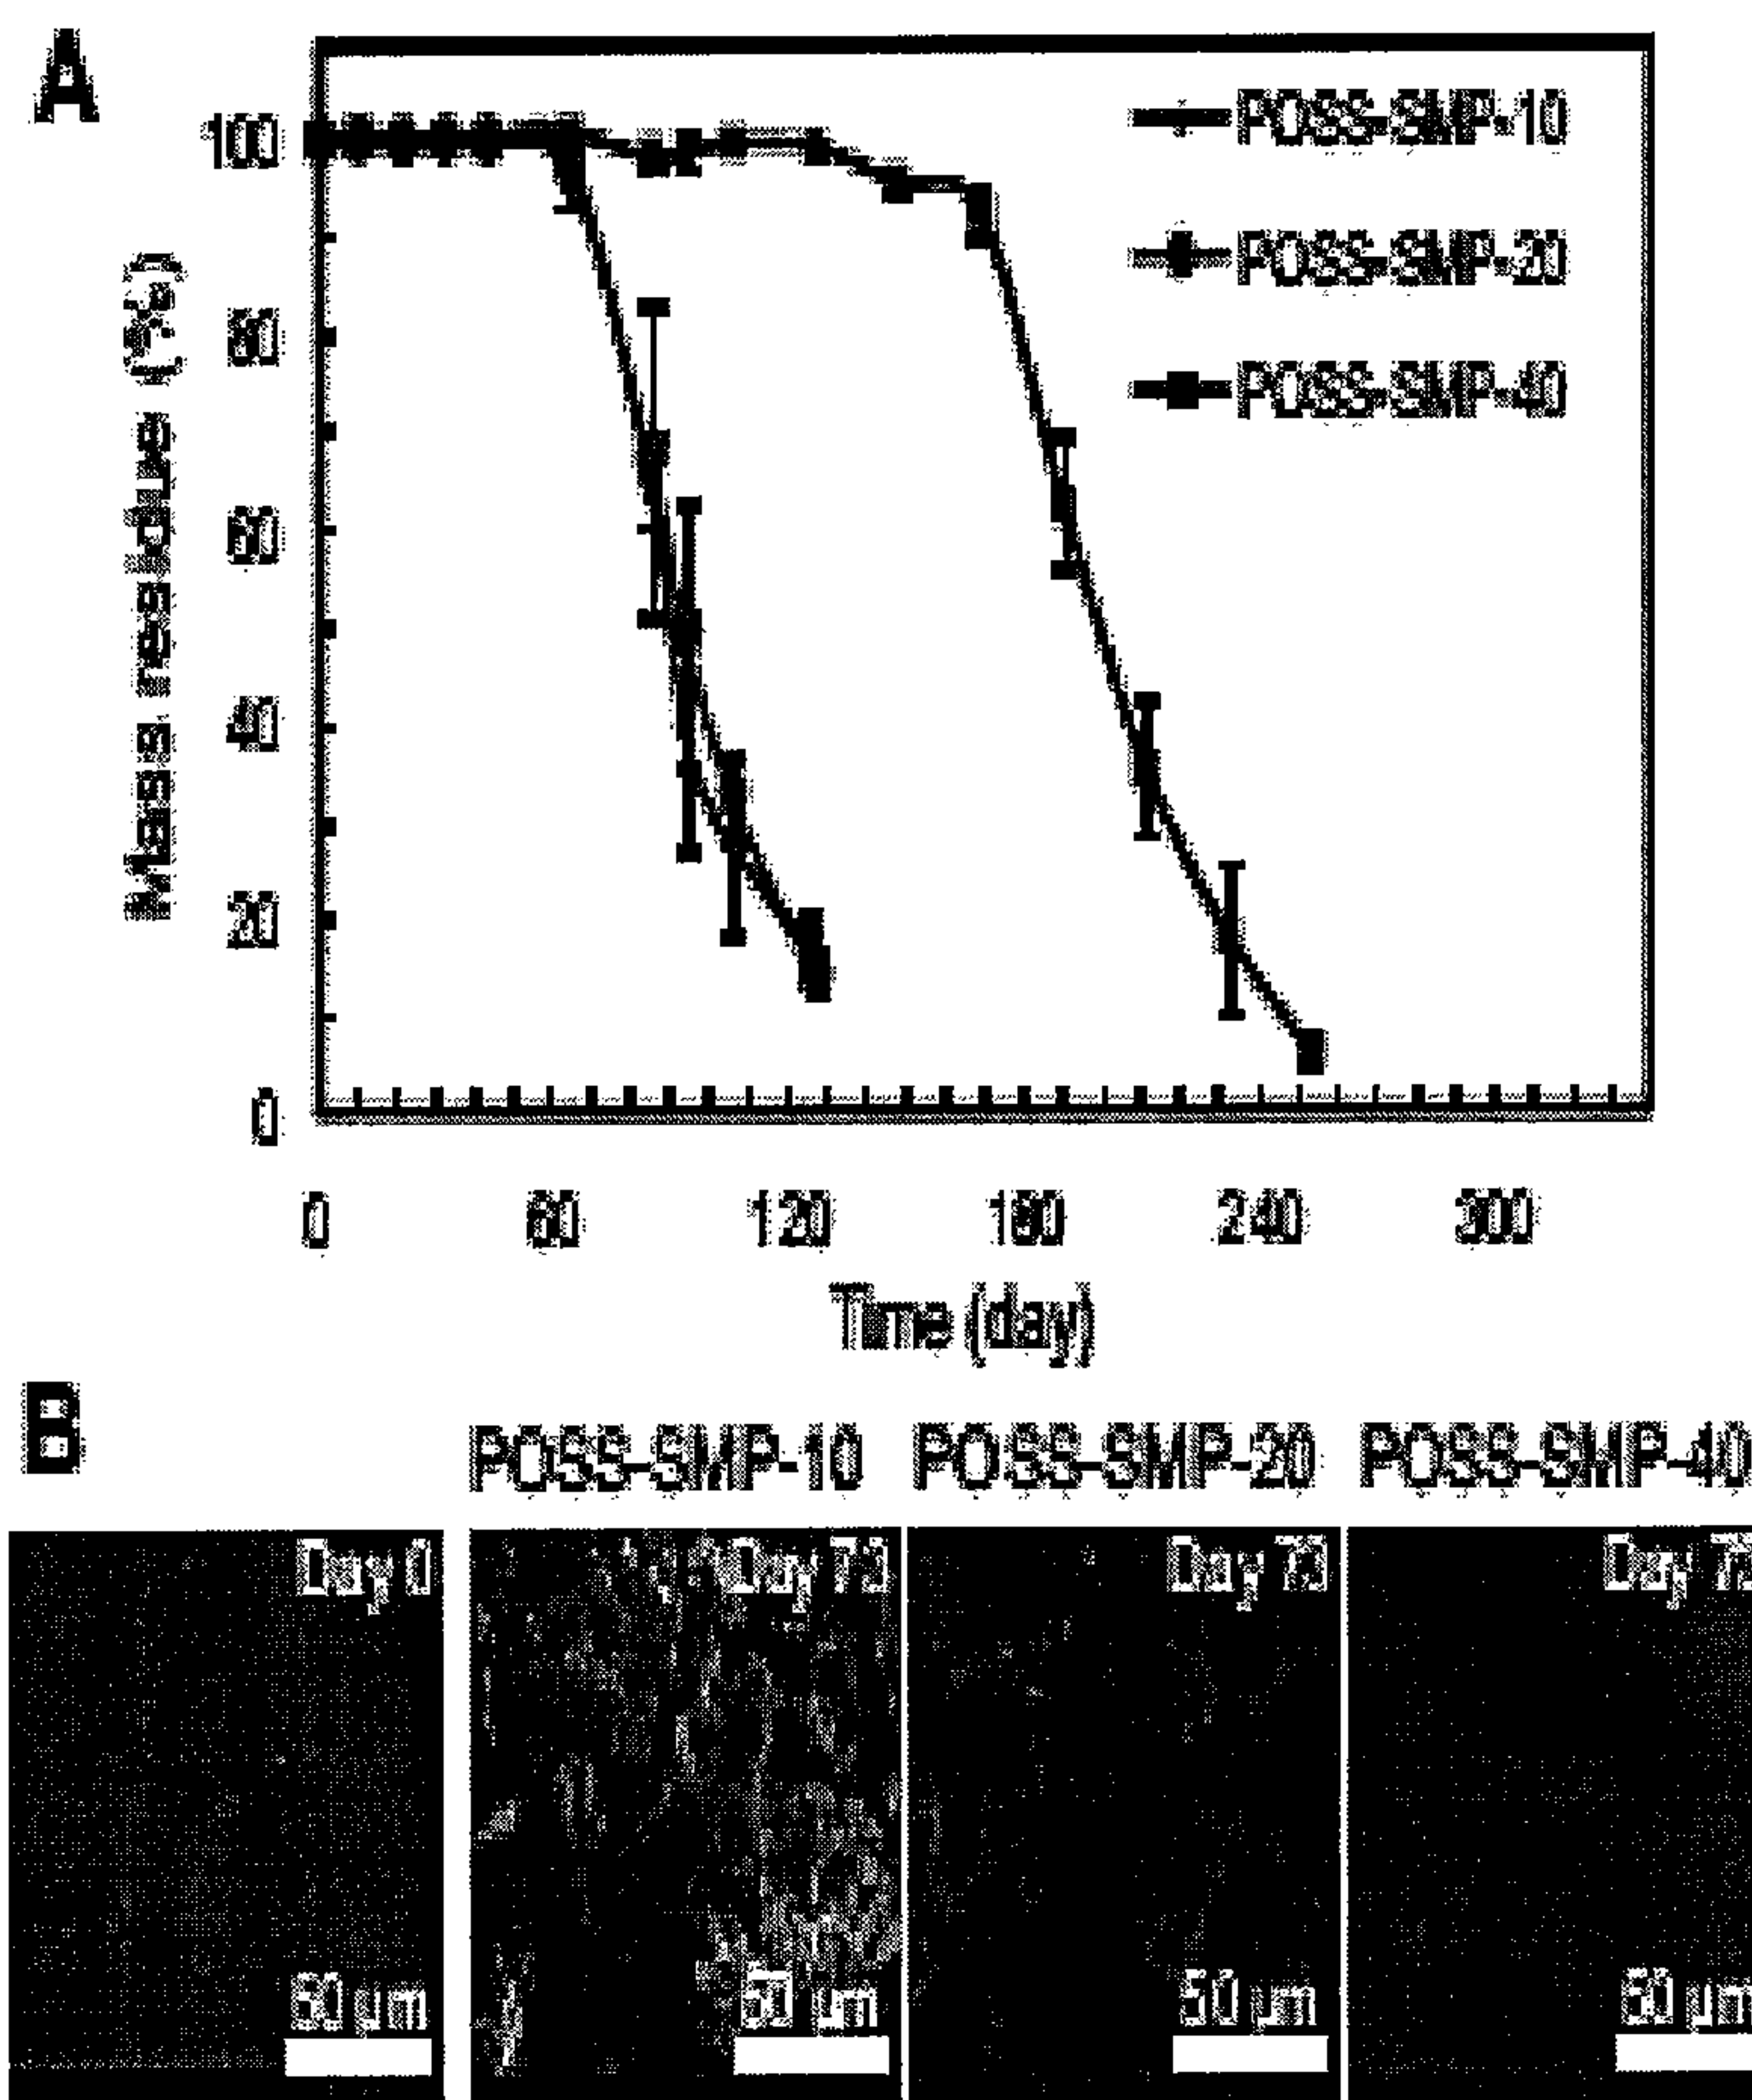 A
POSS-SMP-10
POSS-SMP-20
POSS-SMP-40
Mass residue (%)
100
80
60
40
20
0
0 60 120 180 240 300
Time (day)
B
POSS-SMP-10 POSS-SMP-20 POSS-SMP-40
Day 0 Day Day Day
50 μm 50 μm 50 μm 50 μm